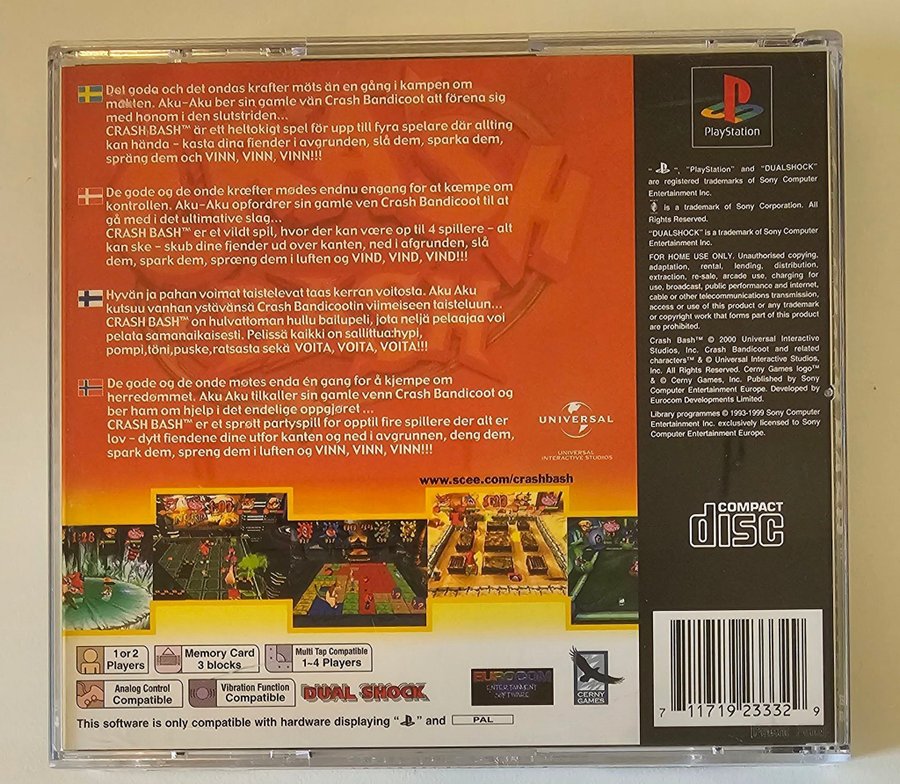 Det goda och det ondas krafter möts än en gång i kampen om
makten. Aku-Aku ber sin gamle vän Crash Bandicoot att förena sig
med honom i den slutstriden...
CRASH BASH™ är ett heltokigt spel för upp till fyra spelare där allting
kan hända - kasta dina fiender i avgrunden, slå dem, sparka dem,
spräng dem och VINN, VINN, VINN!!!
De gode og de onde kræfter mødes endnu engang for at kæmpe om
kontrollen. Aku-Aku opfordrer sin gamle ven Crash Bandicoot til at
gå med i det ultimative slag...
CRASH BASH™ er et vildt spil, hvor der kan være op til 4 spillere - alt
kan ske - skub dine fjender ud over kanten, ned i afgrunden, slå
dem, spark dem, spræng dem i luften og VIND, VIND, VIND!!!
Hyvän ja pahan voimat taistelevat taas kerran voitosta. Aku Aku
kutsuu vanhan ystävänsä Crash Bandicootin viimeiseen taisteluun...
CRASH BASH™ on hulvattoman hullu bailupeli, jota neljä pelaajaa voi
pelata samanaikaisesti. Pelissä kaikki on sallittua:hypi,
pompi,töni,puske,ratsasta sekä VOITA, VOITA, VOITA!!!
De gode og de onde møtes enda én gang for å kjempe om
herredømmet. Aku Aku tilkaller sin gamle venn Crash Bandicoot og
ber ham om hjelp i det endelige oppgjøret ...
CRASH BASH™ er et sprøtt partyspill for opptil fire spillere der alt er
lov - dytt fiendene dine utfor kanten og ned i avgrunnen, deng dem,
spark dem, spreng dem i luften og VINN, VINN, VINN!!!
UNIVERSAL
UNIVERSAL
INTERACTIVE STUDIOS
www.scee.com/crashbash
1 or 2
Players
Memory Card
3 blocks
Multi Tap Compatible
1~4 Players
Analog Control
Compatible
Vibration Function
Compatible
DUAL SHOCK
EUROCOM
ENTERTAINMENT
SOFTWARE
CERNY
GAMES
This software is only compatible with hardware displaying " " and PAL
PlayStation
" ", "PlayStation" and "DUALSHOCK"
are registered trademarks of Sony Computer
Entertainment Inc.
is a trademark of Sony Corporation. All
Rights Reserved.
"DUALSHOCK" is a trademark of Sony Computer
Entertainment Inc.
FOR HOME USE ONLY. Unauthorised copying,
adaptation, rental, lending, distribution,
extraction, re-sale, arcade use, charging for
use, broadcast, public performance and internet,
cable or other telecommunications transmission,
access or use of this product or any trademark
or copyright work that forms part of this product
are prohibited.
Crash Bash™ © 2000 Universal Interactive
Studios, Inc. Crash Bandicoot and related
characters™ & © Universal Interactive Studios,
Inc. All Rights Reserved. Cerny Games logo™
& © Cerny Games, Inc. Published by Sony
Computer Entertainment Europe. Developed by
Eurocom Developments Limited.
Library programmes © 1993-1999 Sony Computer
Entertainment Inc. exclusively licensed to Sony
Computer Entertainment Europe.
COMPACT
disc
7 11719 23332 9